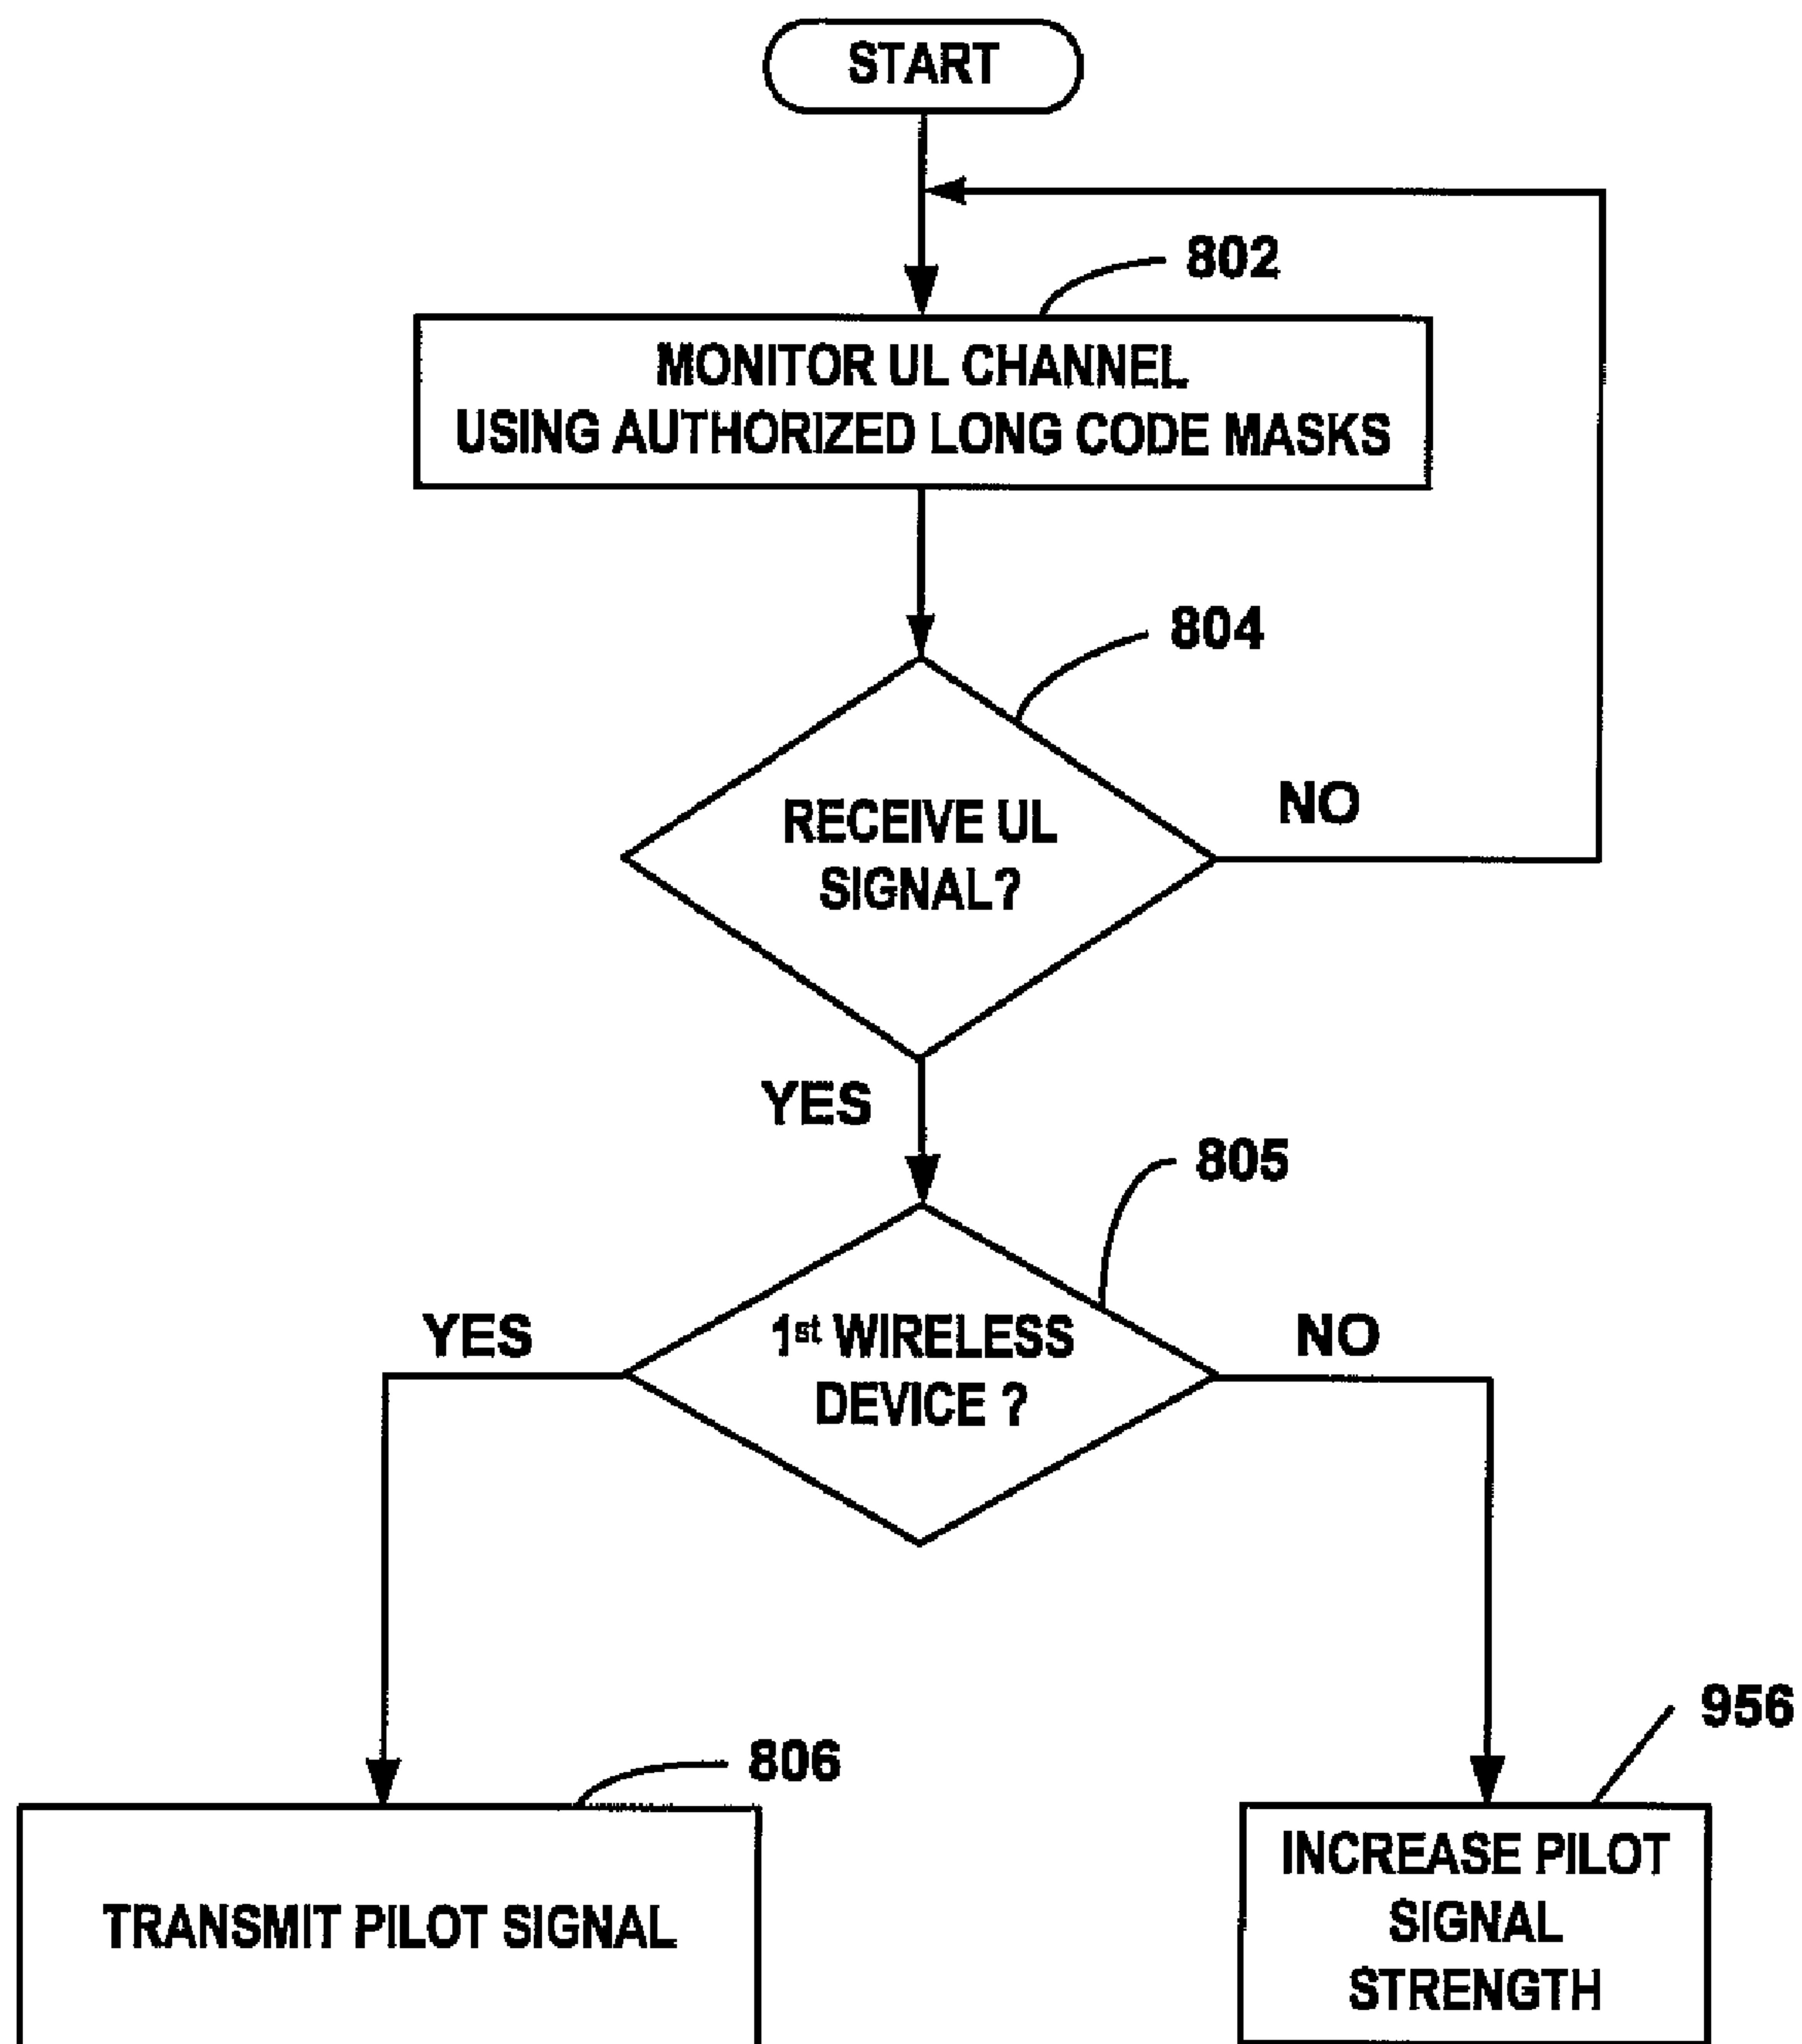 START
802
MONITOR UL CHANNEL
USING AUTHORIZED LONG CODE MASKS
804
RECEIVE UL
SIGNAL?
NO
YES
805
1st WIRELESS
DEVICE ?
YES
NO
806
TRANSMIT PILOT SIGNAL
956
INCREASE PILOT
SIGNAL
STRENGTH